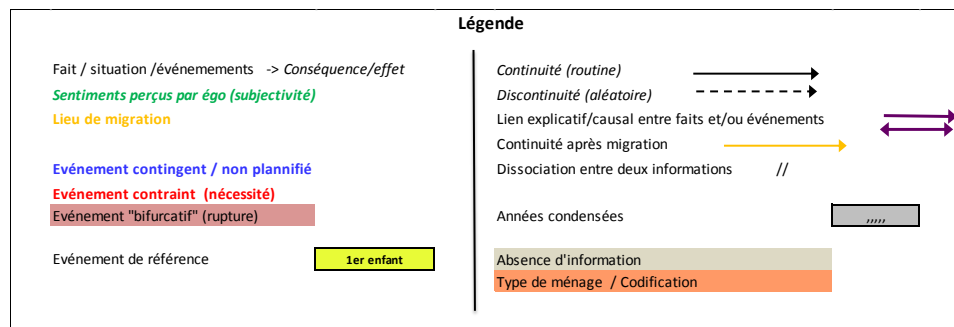 Légende
Fait / situation /événemements -> Conséquence/effet
Sentiments perçus par égo (subjectivité)
Lieu de migration
Evénement contingent / non plannifié
Evénement contraint (nécessité)
Evénement "bifurcatif" (rupture)
Evénement de référence
1er enfant
Continuité (routine)
Discontinuité (aléatoire)
Lien explicatif/causal entre faits et/ou événements
Continuité après migration
Dissociation entre deux informations //
Années condensées
,,,,,
Absence d'information
Type de ménage / Codification